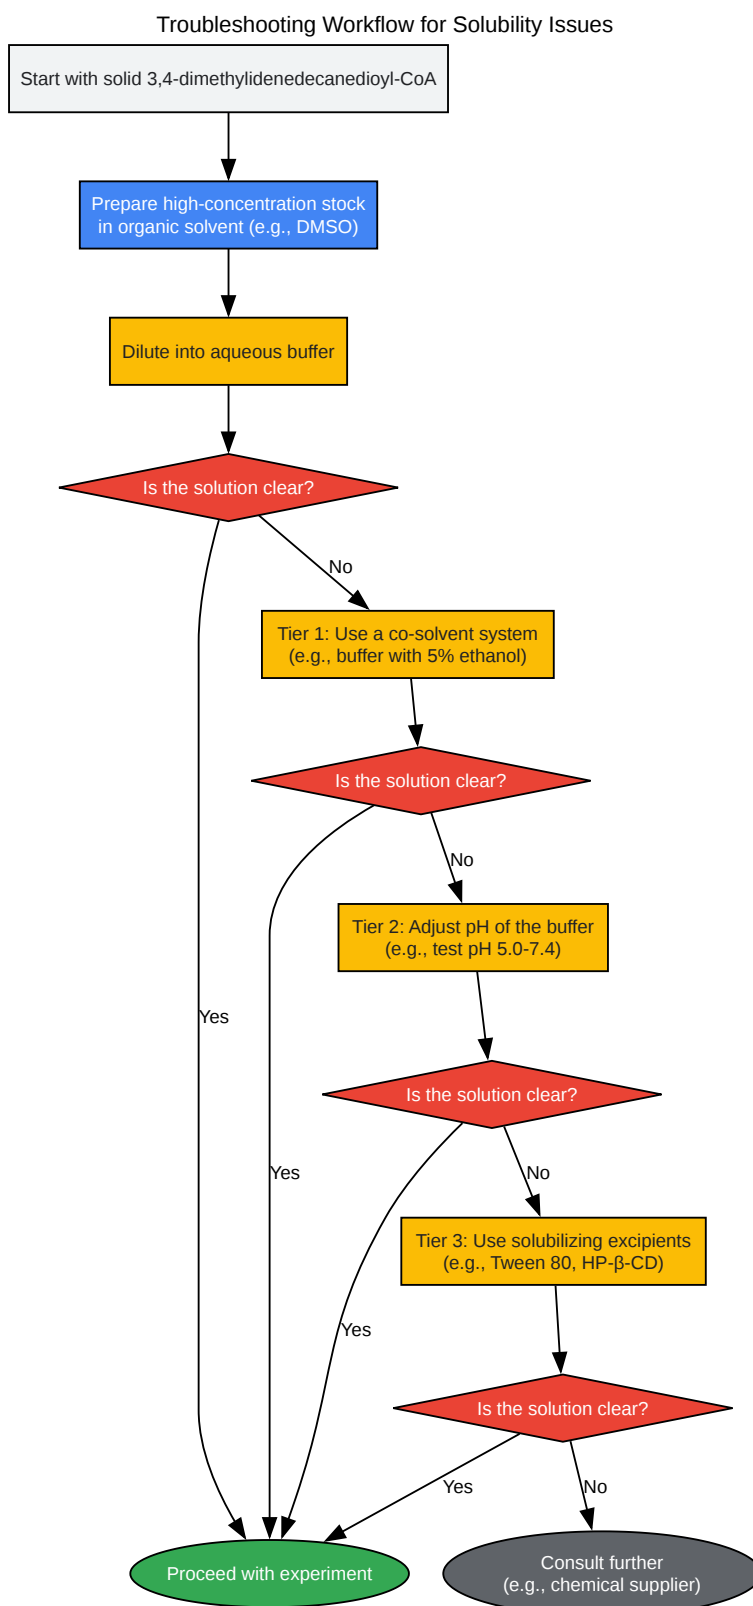 Troubleshooting Workflow for Solubility Issues
Start with solid 3,4-dimethylidenedecanedioyl-CoA
Prepare high-concentration stock
in organic solvent (e.g., DMSO)
Dilute into aqueous buffer
Is the solution clear?
No
Tier 1: Use a co-solvent system
(e.g., buffer with 5% ethanol)
Is the solution clear?
No
Tier 2: Adjust pH of the buffer
(e.g., test pH 5.0-7.4)
Yes
Is the solution clear?
Yes
No
Tier 3: Use solubilizing excipients
(e.g., Tween 80, HP-β-CD)
Yes
Is the solution clear?
Yes
No
Proceed with experiment
Consult further
(e.g., chemical supplier)